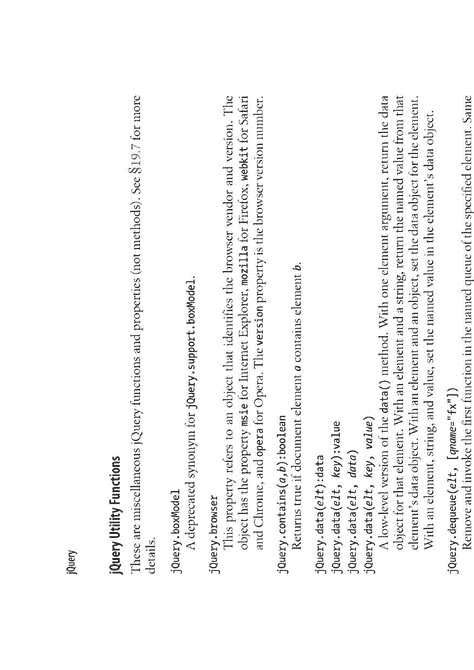 jQuery
jQuery Utility Functions
These are miscellaneous jQuery functions and properties (not methods). See §19.7 for more
details.
jQuery.boxModel
A deprecated synonym for jQuery.support.boxModel.
jQuery.browser
This property refers to an object that identifies the browser vendor and version. The
object has the property msie for Internet Explorer, mozilla for Firefox, webkit for Safari
and Chrome, and opera for Opera. The version property is the browser version number.
jQuery.contains(a,b):boolean
Returns true if document element a contains element b.
jQuery.data(elt):data
jQuery.data(elt, key):value
jQuery.data(elt, data)
jQuery.data(elt, key, value)
A low-level version of the data() method. With one element argument, return the data
object for that element. With an element and a string, return the named value from that
element's data object. With an element and an object, set the data object for the element.
With an element, string, and value, set the named value in the element's data object.
jQuery.dequeue(elt, [qname="fx"])
Remove and invoke the first function in the named queue of the specified element. Same